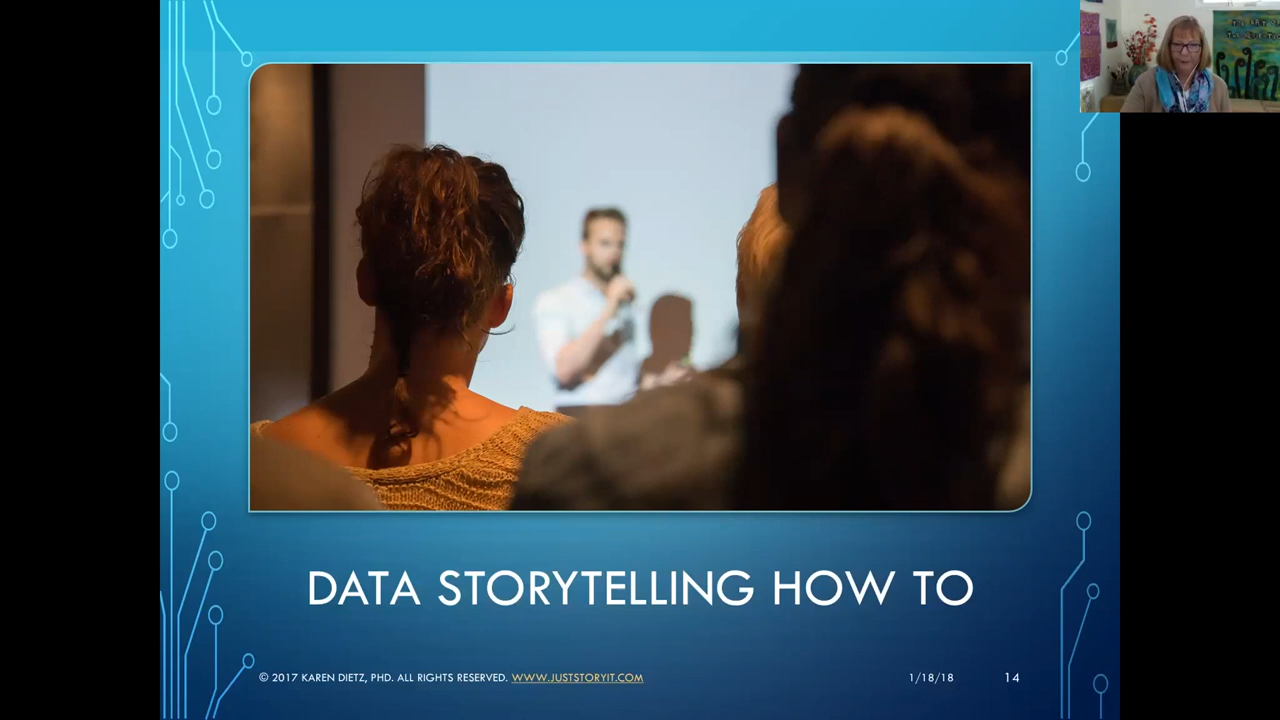 DATA STORYTELLING HOW TO
© 2017 KAREN DIETZ, PHD. ALL RIGHTS RESERVED. WWW.JUSTSTORYIT.COM 1/18/18 14